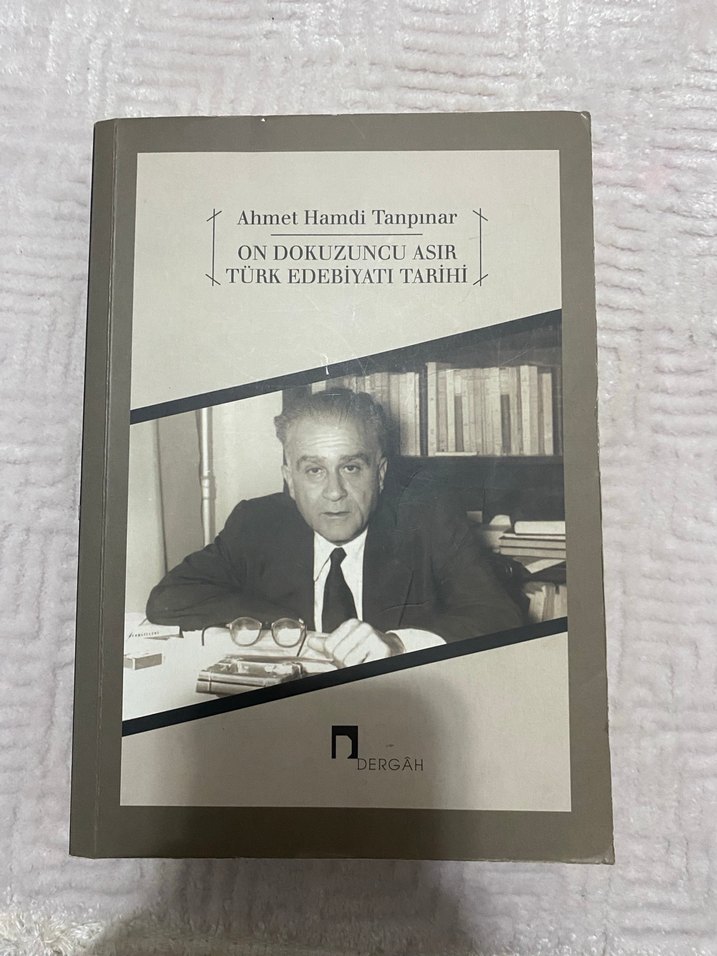 Ahmet Hamdi Tanpınar
ON DOKUZUNCU ASIR
TÜRK EDEBİYATI TARİHİ
DERGÂH